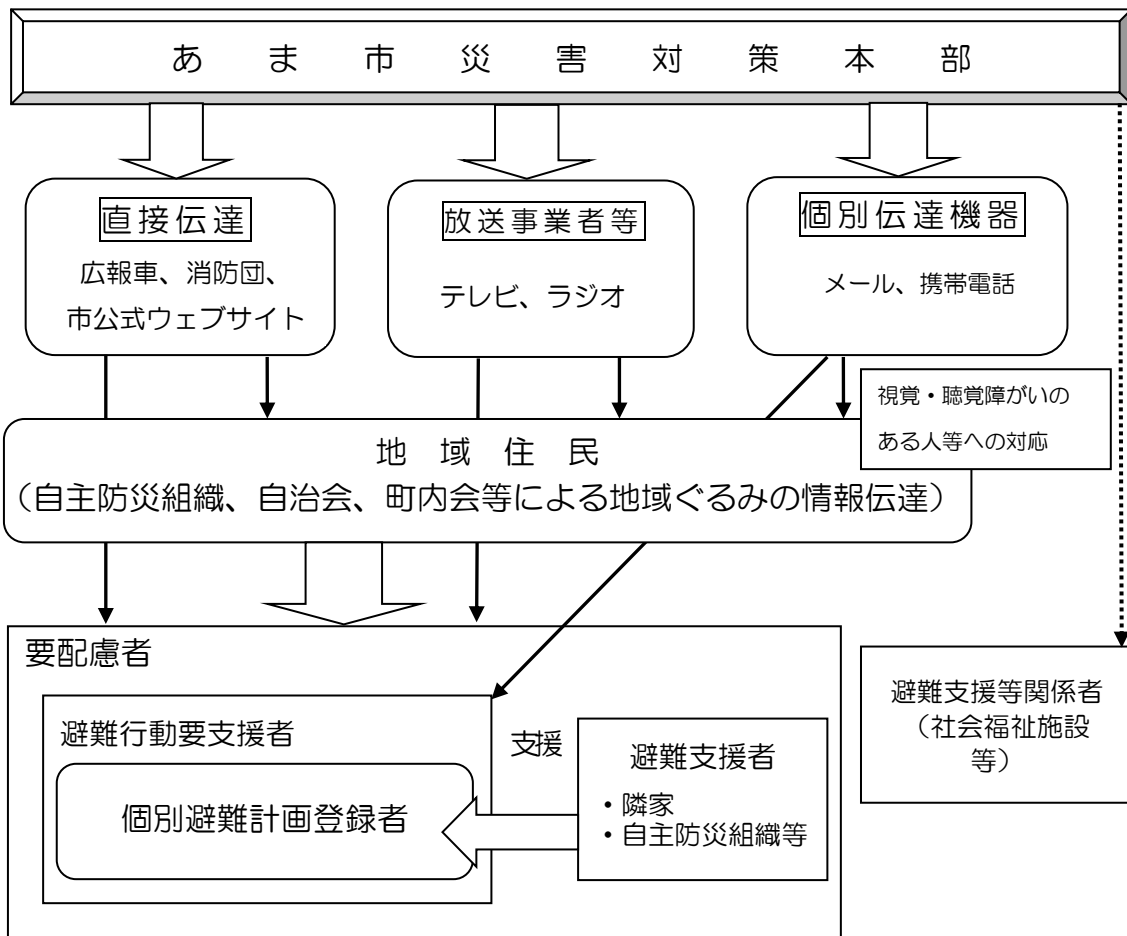 あま市災害対策本部
直接伝達
広報車、消防団、
市公式ウェブサイト
放送事業者等
テレビ、ラジオ
個別伝達機器
メール、携帯電話
視覚・聴覚障がいの
ある人等への対応
地域住民
（自主防災組織、自治会、町内会等による地域ぐるみの情報伝達）
要配慮者
避難行動要支援者
個別避難計画登録者
支援
避難支援者
・隣家
・自主防災組織等
避難支援等関係者
（社会福祉施設
等）